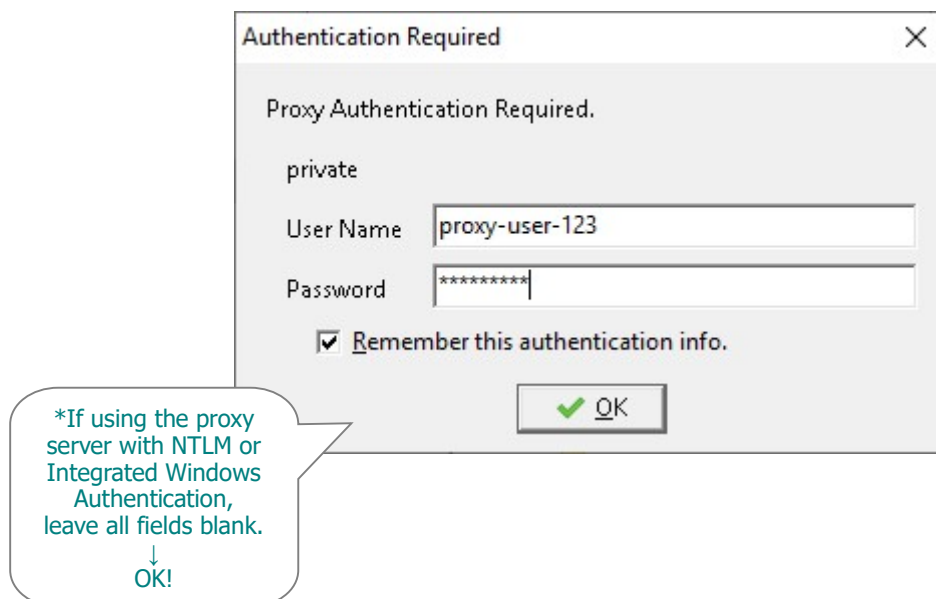 Authentication Required
Proxy Authentication Required.
private
User Name proxy-user-123
Password *********
Remember this authentication info.
OK
*If using the proxy
server with NTLM or
Integrated Windows
Authentication,
leave all fields blank.
↓
OK!